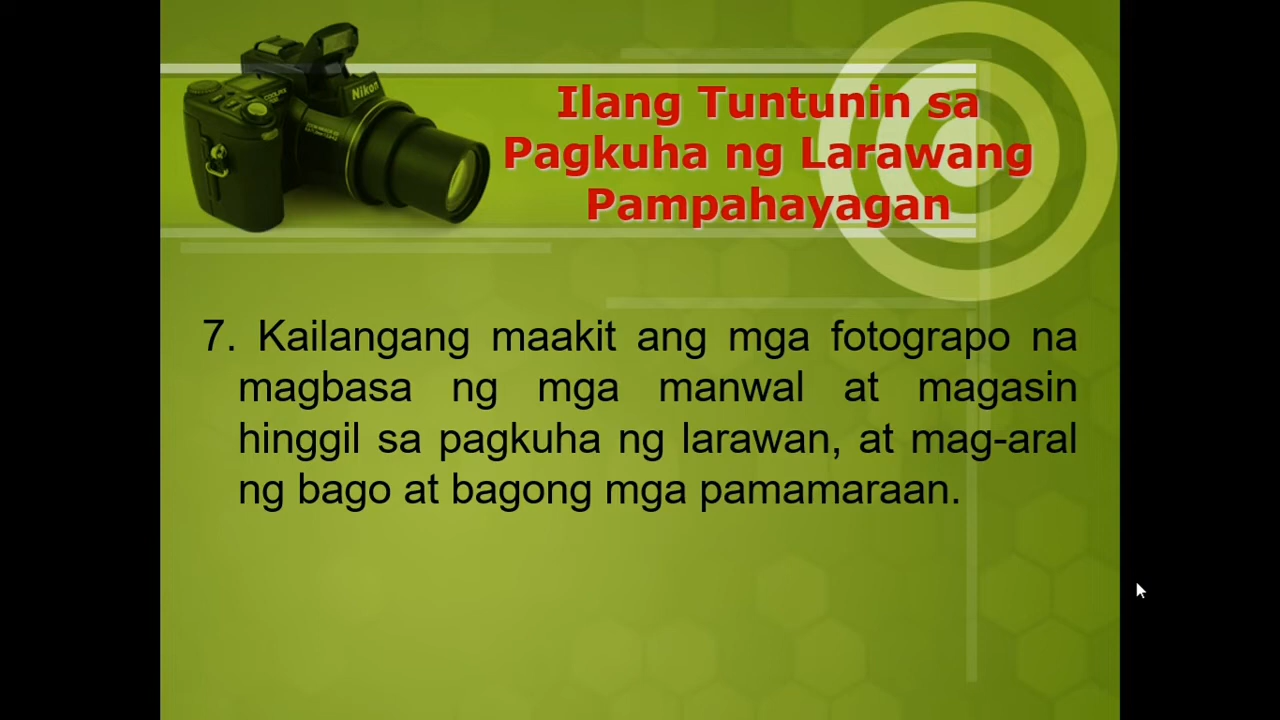 Ilang Tuntunin sa
Pagkuha ng Larawang
Pampahayagan
Nikon
7. Kailangang maakit ang mga fotograpo na
magbasa ng mga manwal at magasin
hinggil sa pagkuha ng larawan, at mag-aral
ng bago at bagong mga pamamaraan.